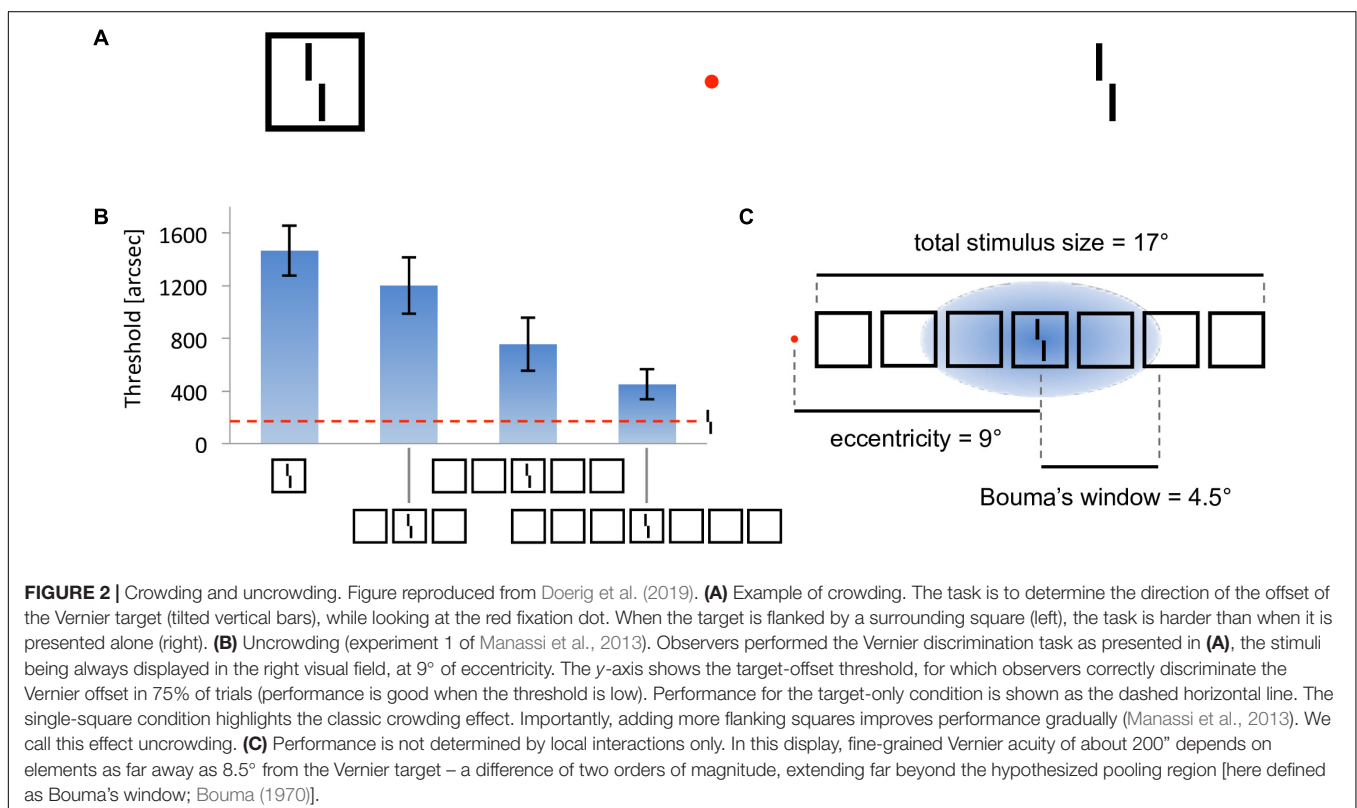 A
B
C
Threshold [arcsec]
1600
1200
800
400
0
total stimulus size = 17°
eccentricity = 9°
Bouma's window = 4.5°
FIGURE 2 | Crowding and uncrowding. Figure reproduced from Doerig et al. (2019). (A) Example of crowding. The task is to determine the direction of the offset of
the Vernier target (tilted vertical bars), while looking at the red fixation dot. When the target is flanked by a surrounding square (left), the task is harder than when it is
presented alone (right). (B) Uncrowding (experiment 1 of Manassi et al., 2013). Observers performed the Vernier discrimination task as presented in (A), the stimuli
being always displayed in the right visual field, at 9° of eccentricity. The y-axis shows the target-offset threshold, for which observers correctly discriminate the
Vernier offset in 75% of trials (performance is good when the threshold is low). Performance for the target-only condition is shown as the dashed horizontal line. The
single-square condition highlights the classic crowding effect. Importantly, adding more flanking squares improves performance gradually (Manassi et al., 2013). We
call this effect uncrowding. (C) Performance is not determined by local interactions only. In this display, fine-grained Vernier acuity of about 200” depends on
elements as far away as 8.5° from the Vernier target – a difference of two orders of magnitude, extending far beyond the hypothesized pooling region [here defined
as Bouma's window; Bouma (1970)].